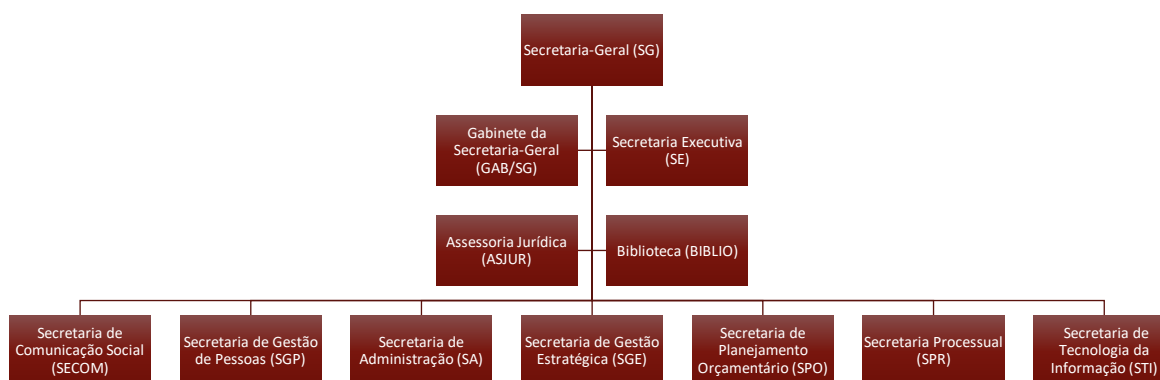 Secretaria-Geral (SG)
Gabinete da
Secretaria-Geral
(GAB/SG)
Secretaria Executiva
(SE)
Assessoria Jurídica
(ASJUR)
Biblioteca (BIBLIO)
Secretaria de
Comunicação Social
(SECOM)
Secretaria de Gestão
de Pessoas (SGP)
Secretaria de
Administração (SA)
Secretaria de Gestão
Estratégica (SGE)
Secretaria de
Planejamento
Orçamentário (SPO)
Secretaria Processual
(SPR)
Secretaria de
Tecnologia da
Informação (STI)